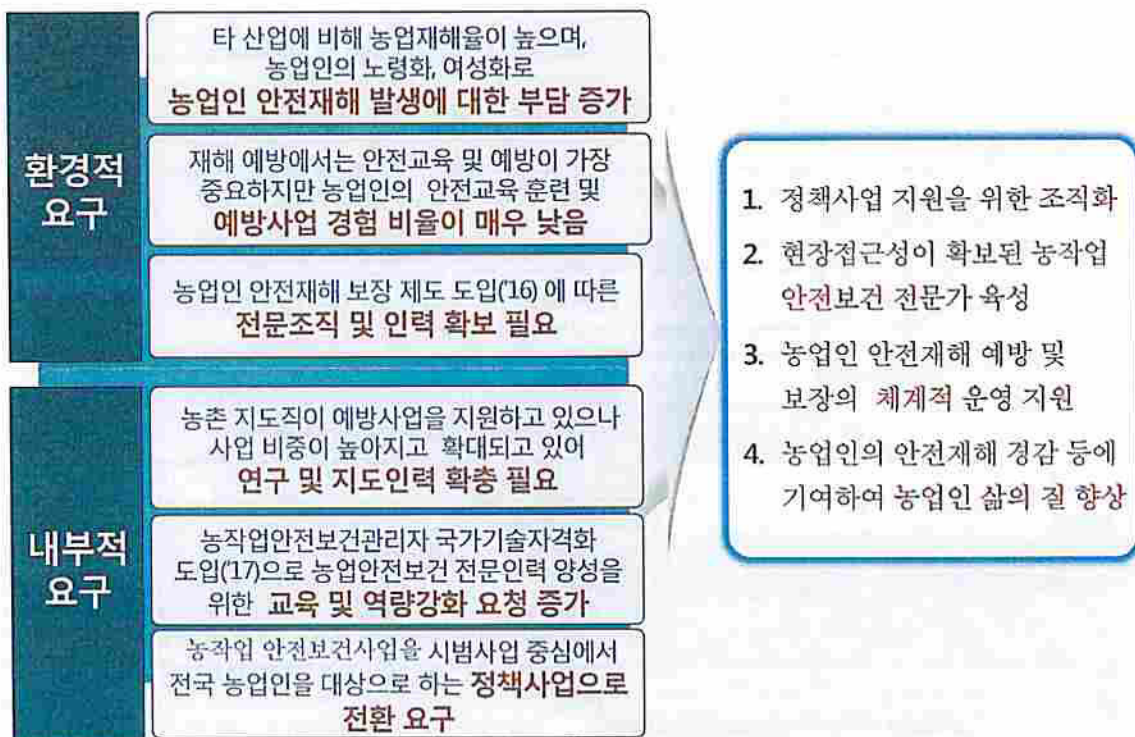 환경적
요구
타 산업에 비해 농업재해율이 높으며,
농업인의 노령화, 여성화로
농업인 안전재해 발생에 대한 부담 증가
재해 예방에서는 안전교육 및 예방이 가장
중요하지만 농업인의 안전교육 훈련 및
예방사업 경험 비율이 매우 낮음
농업인 안전재해 보장 제도 도입('16) 에 따른
전문조직 및 인력 확보 필요
내부적
요구
농촌 지도직이 예방사업을 지원하고 있으나
사업 비중이 높아지고 확대되고 있어
연구 및 지도인력 확충 필요
농작업안전보건관리자 국가기술자격화
도입('17)으로 농업안전보건 전문인력 양성을
위한 교육 및 역량강화 요청 증가
농작업 안전보건사업을 시범사업 중심에서
전국 농업인을 대상으로 하는 정책사업으로
전환 요구
1. 정책사업 지원을 위한 조직화
2. 현장접근성이 확보된 농작업
안전보건 전문가 육성
3. 농업인 안전재해 예방 및
보장의 체계적 운영 지원
4. 농업인의 안전재해 경감 등에
기여하여 농업인 삶의 질 향상